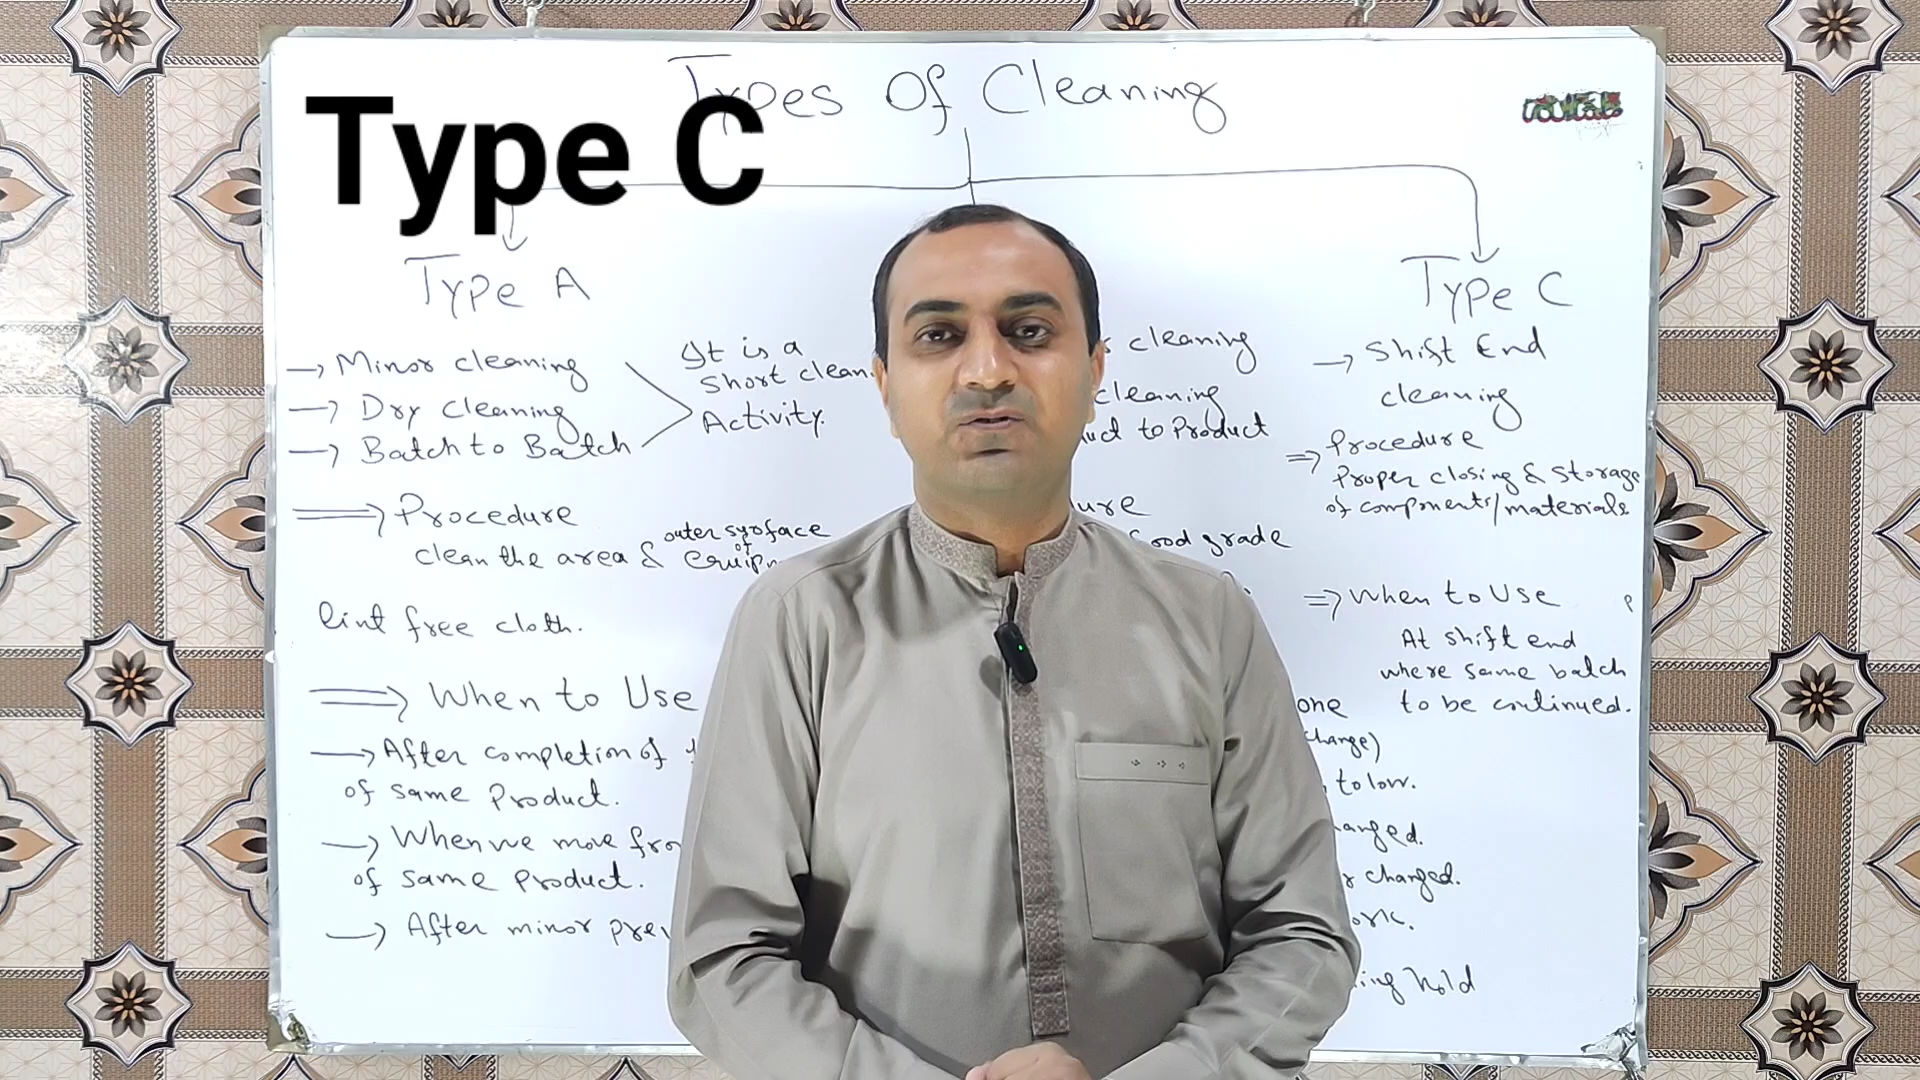 Types Of Cleaning
Type C
Type A
→ Minor cleaning
→ Dry cleaning
→ Batch to Batch
It is a
Short clean
Activity.
⇒ Procedure
clean the area & outer surface
of
lint free cloth.
⇒ When to Use
→ After completion of
of same Product.
→ When we move
of same product.
→ After minor
cleaning
cleaning
to Product
grade
one
change)
to low.
changed.
hold
Type C
→ Shift End
cleaning
⇒ Procedure
Proper closing & storage
of components/materials
⇒ When to Use
At shift end
where same batch
to be continued.